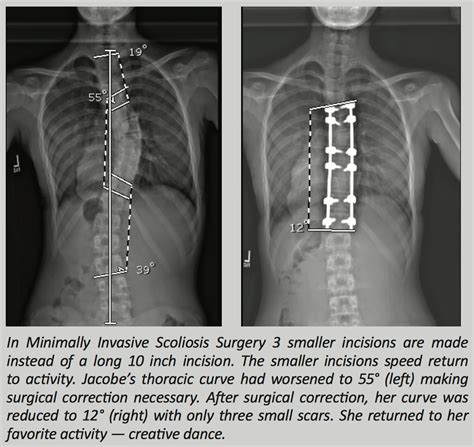 19°
55°
39°
12°
In Minimally Invasive Scoliosis Surgery 3 smaller incisions are made
instead of a long 10 inch incision. The smaller incisions speed return
to activity. Jacobe's thoracic curve had worsened to 55° (left) making
surgical correction necessary. After surgical correction, her curve was
reduced to 12° (right) with only three small scars. She returned to her
favorite activity — creative dance.